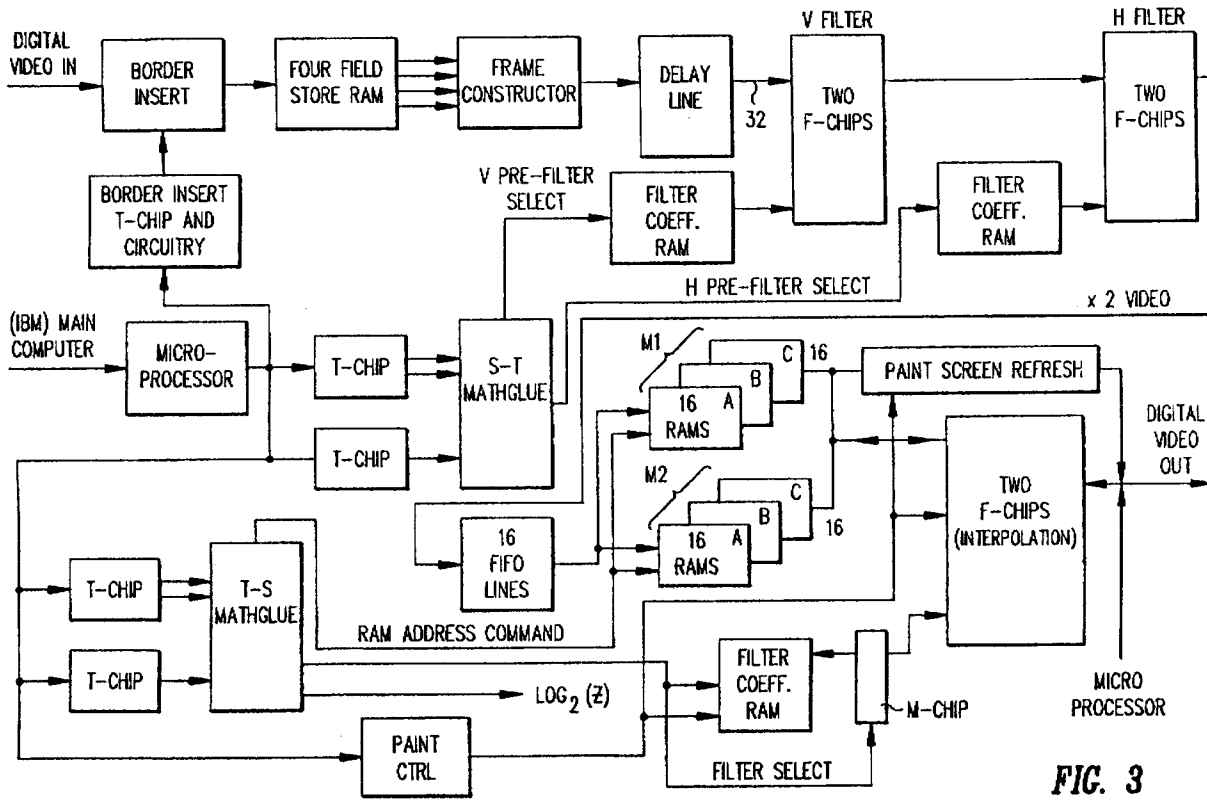 V FILTER
H FILTER
DIGITAL
VIDEO IN
BORDER
INSERT
FOUR FIELD
STORE RAM
FRAME
CONSTRUCTOR
DELAY
LINE
32
TWO
F-CHIPS
TWO
F-CHIPS
BORDER INSERT
T-CHIP AND
CIRCUITRY
V PRE-FILTER
SELECT
FILTER
COEFF.
RAM
FILTER
COEFF.
RAM
H PRE-FILTER SELECT
x 2 VIDEO
(IBM) MAIN
COMPUTER
MICRO-
PROCESSOR
T-CHIP
S-T
MATHGLUE
T-CHIP
M1
C
B
A
16
RAMS
16
PAINT SCREEN REFRESH
DIGITAL
VIDEO
OUT
M2
C
B
A
16
RAMS
16
TWO
F-CHIPS
(INTERPOLATION)
16
FIFO
LINES
T-CHIP
T-S
MATHGLUE
T-CHIP
RAM ADDRESS COMMAND
LOG2 (Z)
FILTER
COEFF.
RAM
M-CHIP
MICRO
PROCESSOR
PAINT
CTRL
FILTER SELECT
FIG. 3